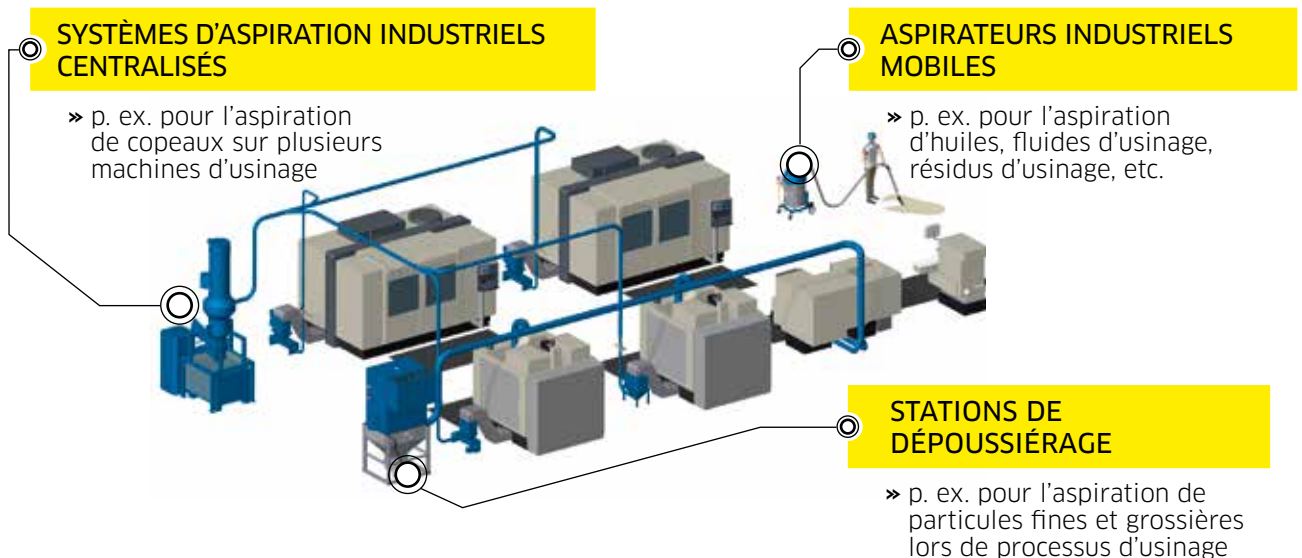 SYSTÈMES D'ASPIRATION INDUSTRIELS
CENTRALISÉS
» p. ex. pour l'aspiration
de copeaux sur plusieurs
machines d'usinage
ASPIRATEURS INDUSTRIELS
MOBILES
» p. ex. pour l'aspiration
d'huiles, fluides d'usinage,
résidus d'usinage, etc.
STATIONS DE
DÉPOUSSIÉRAGE
» p. ex. pour l'aspiration de
particules fines et grossières
lors de processus d'usinage